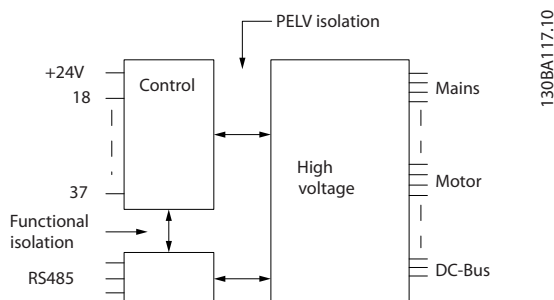 PELV isolation
130BA117.10
+24V
Control
Mains
18
High
voltage
37
Motor
Functional
isolation
RS485
DC-Bus